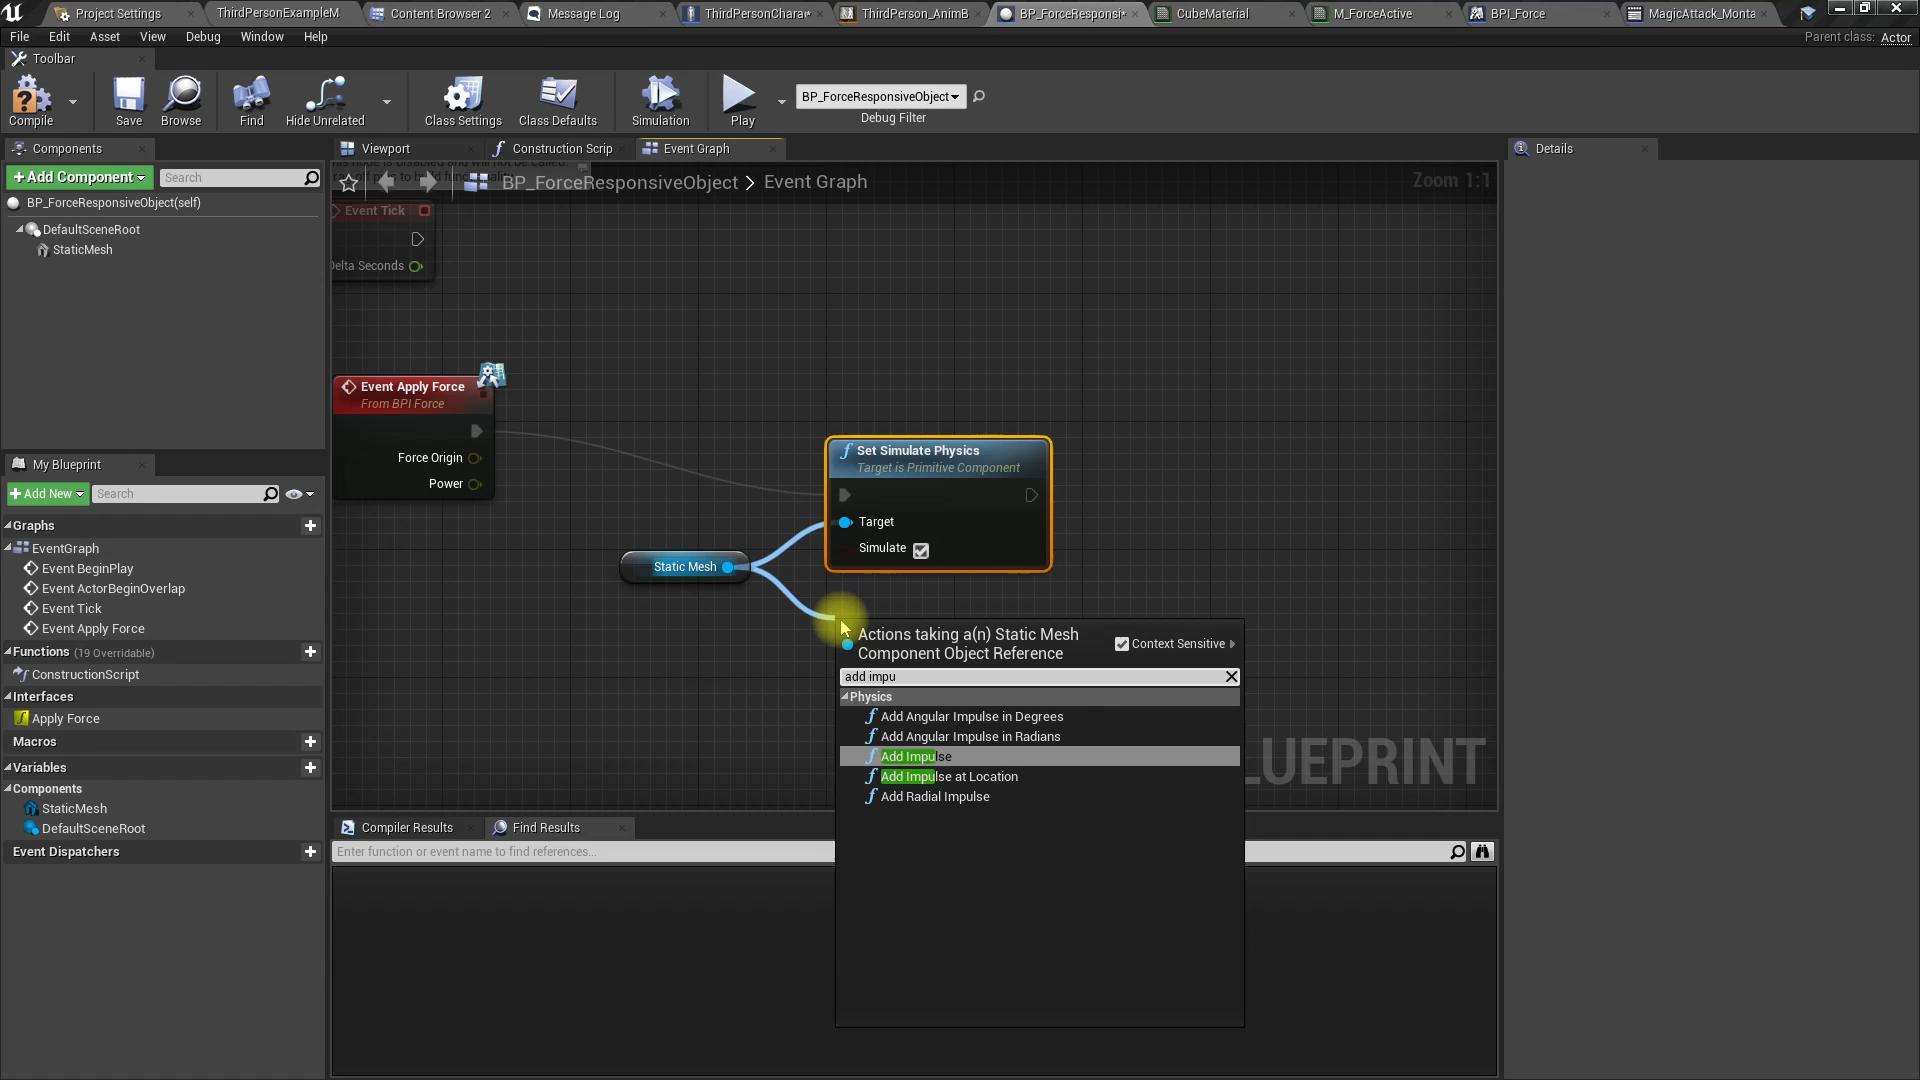 Project Settings
ThirdPersonExampleM
Content Browser 2
Message Log
ThirdPersonChara
ThirdPerson_AnimB
BP_ForceResponsi
CubeMaterial
M_ForceActive
BPI_Force
MagicAttack_Monta
File Edit Asset View Debug Window Help
Parent class: Actor
Toolbar
Compile
Save
Browse
Find
Hide Unrelated
Class Settings
Class Defaults
Simulation
Play
BP_ForceResponsiveObject
Debug Filter
Components
+Add Component
Search
BP_ForceResponsiveObject(self)
DefaultSceneRoot
StaticMesh
My Blueprint
+Add New
Search
Graphs
EventGraph
Event BeginPlay
Event ActorBeginOverlap
Event Tick
Event Apply Force
Functions (19 Overridable)
ConstructionScript
Interfaces
Apply Force
Macros
Variables
Components
StaticMesh
DefaultSceneRoot
Event Dispatchers
Viewport
Construction Scrip
Event Graph
BP_ForceResponsiveObject > Event Graph
Zoom 1:1
Event Tick
Delta Seconds
Event Apply Force
From BPI Force
Force Origin
Power
Set Simulate Physics
Target is Primitive Component
Target
Simulate
Static Mesh
Actions taking a(n) Static Mesh
Component Object Reference
Context Sensitive
add impu
Physics
Add Angular Impulse in Degrees
Add Angular Impulse in Radians
Add Impulse
Add Impulse at Location
Add Radial Impulse
LUEPRINT
Compiler Results
Find Results
Enter function or event name to find references...
Details